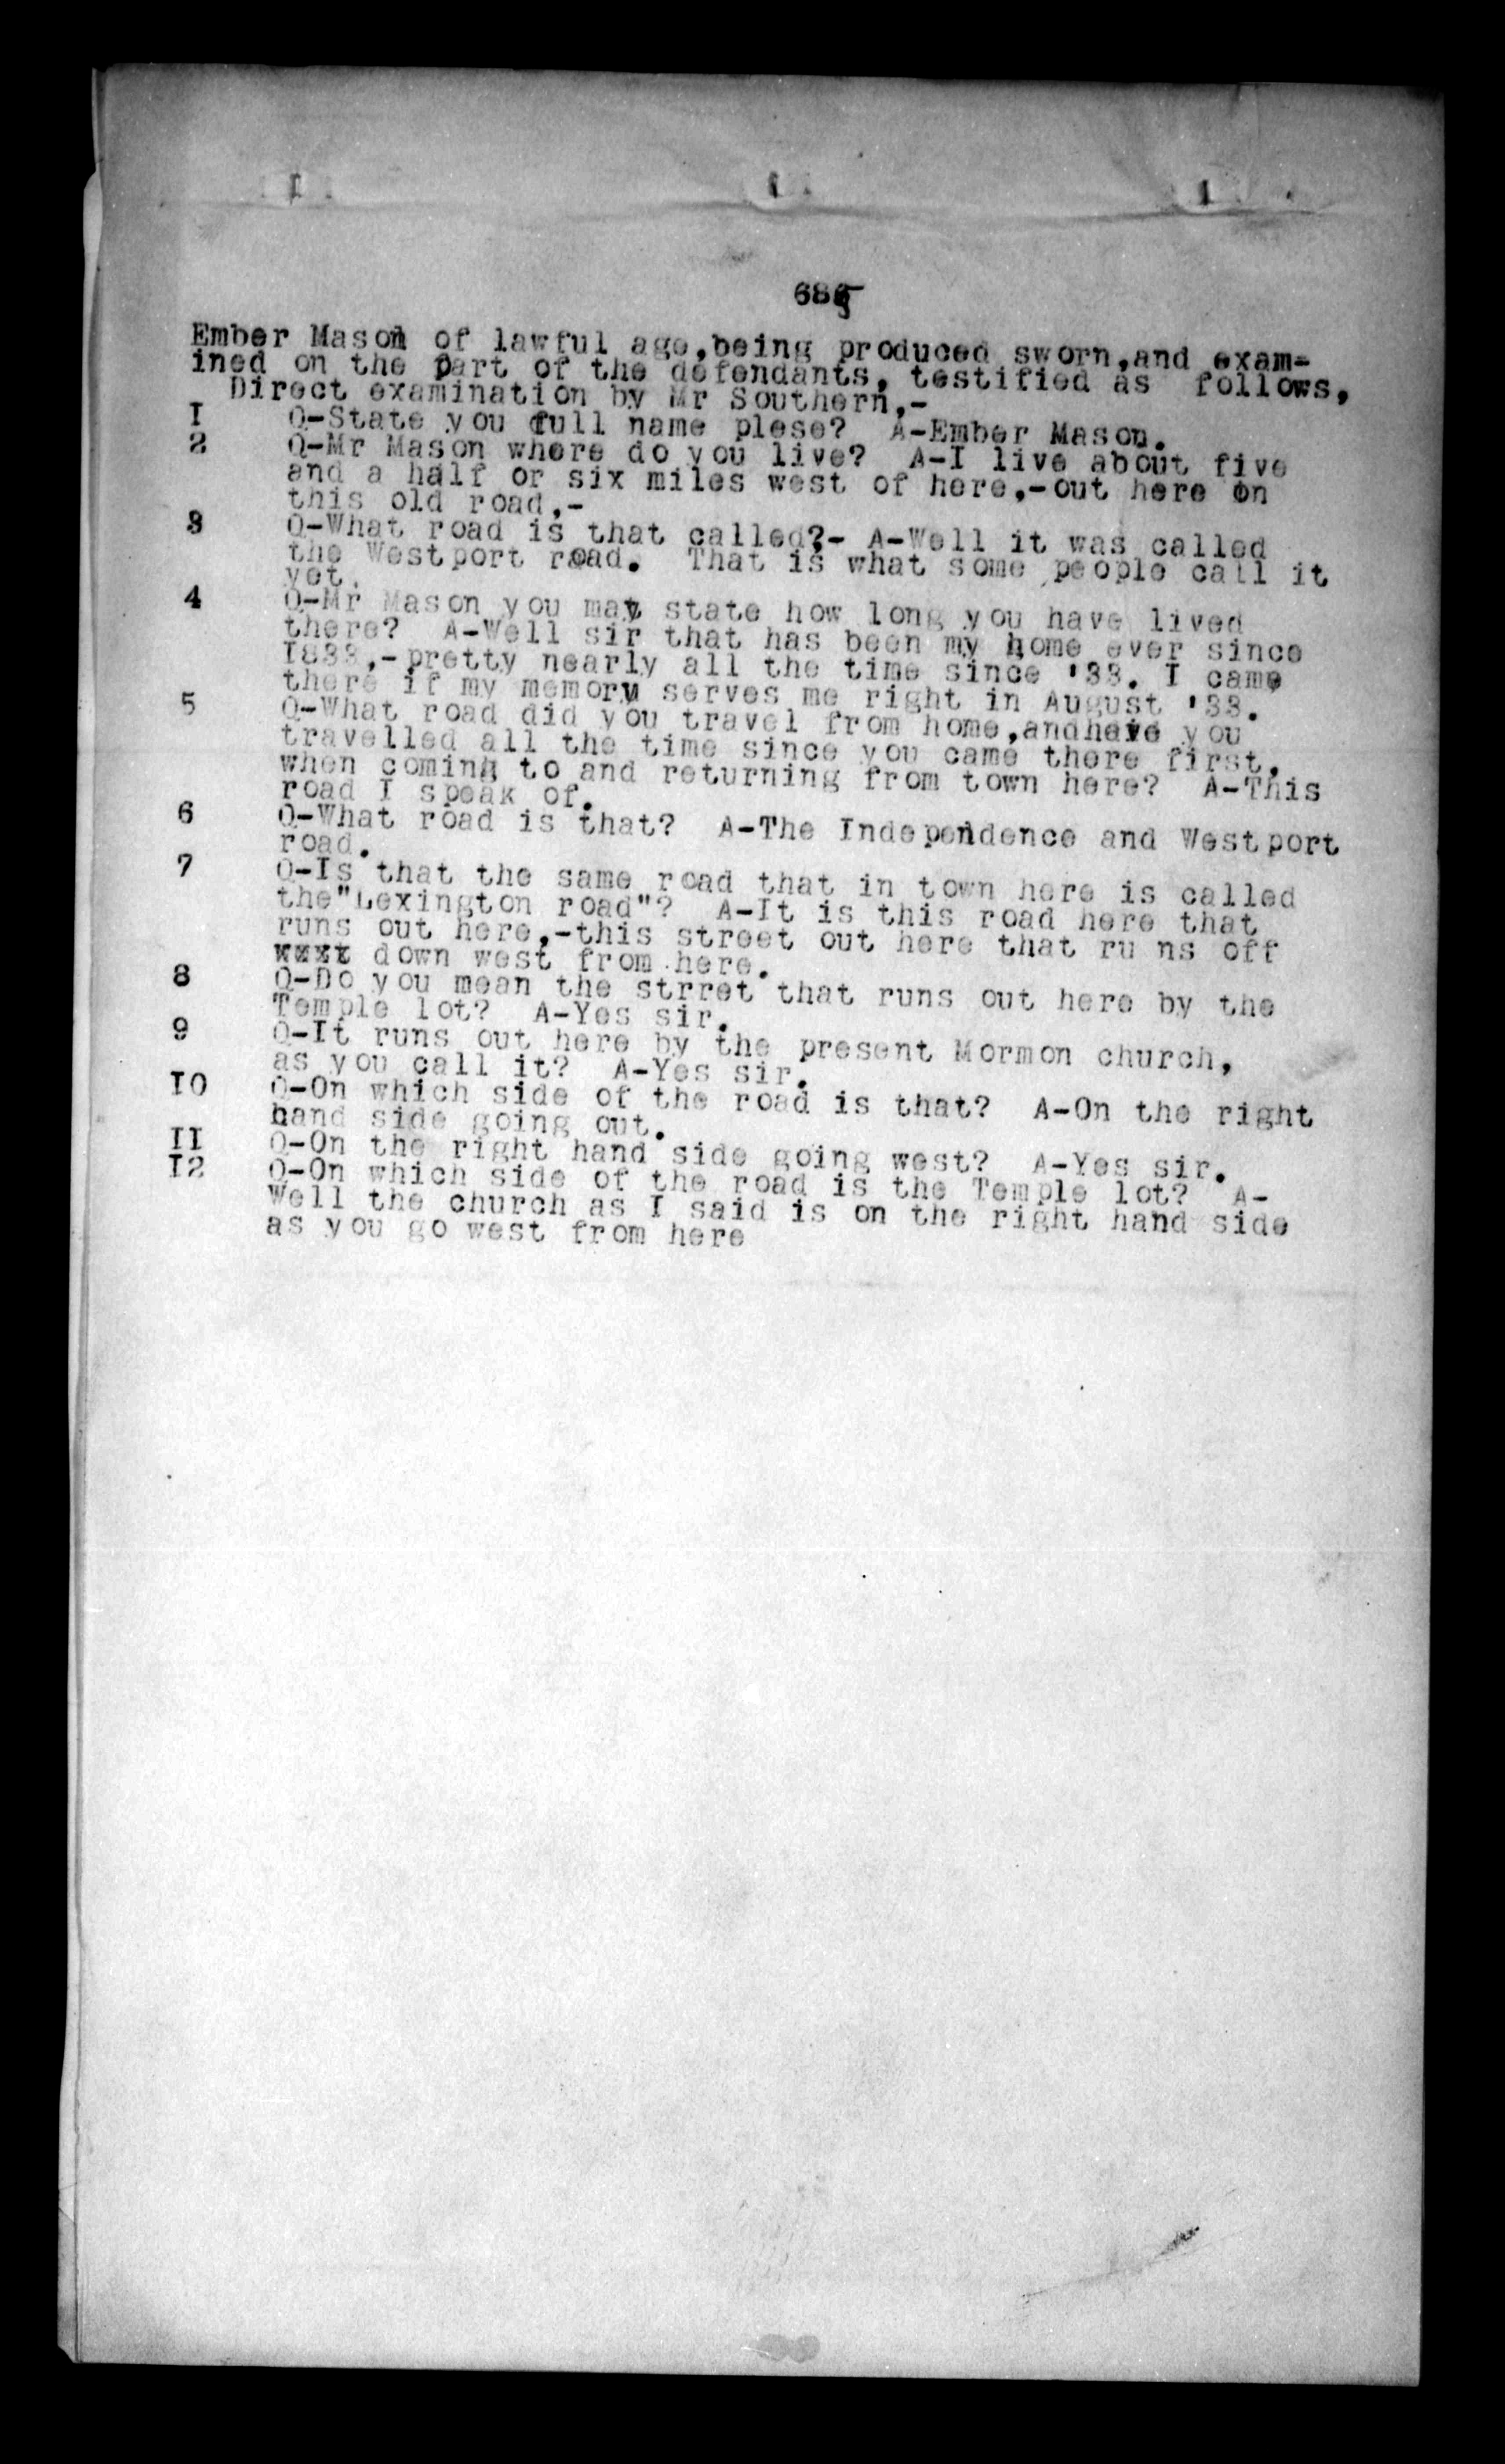 685
Ember Mason of lawful age,being produced sworn,and exam-
ined on the part of the defendants, testified as follows,
Direct examination by Mr Southern,-
I Q-State you full name plese? A-Ember Mason.
2 Q-Mr Mason where do you live? A-I live about five
and a half or six miles west of here,-out here on
this old road,-
3 Q-What road is that called?- A-Well it was called
the Westport road. That is what some people call it
yet.
4 Q-Mr Mason you may state how long you have lived
there? A-Well sir that has been my home ever since
I833,-pretty nearly all the time since '33. I came
there if my memory serves me right in August '33.
5 Q-What road did you travel from home,andhave you
travelled all the time since you came there first,
when coming to and returning from town here? A-This
road I speak of.
6 Q-What road is that? A-The Independence and Westport
road.
7 Q-Is that the same road that in town here is called
the"Lexington road"? A-It is this road here that
runs out here,-this street out here that ru ns off
down west from here.
8 Q-Do you mean the strret that runs out here by the
Temple lot? A-Yes sir.
9 Q-It runs out here by the present Mormon church,
as you call it? A-Yes sir.
IO Q-On which side of the road is that? A-On the right
hand side going out.
II Q-On the right hand side going west? A-Yes sir.
I2 Q-On which side of the road is the Temple lot? A-
Well the church as I said is on the right hand side
as you go west from here